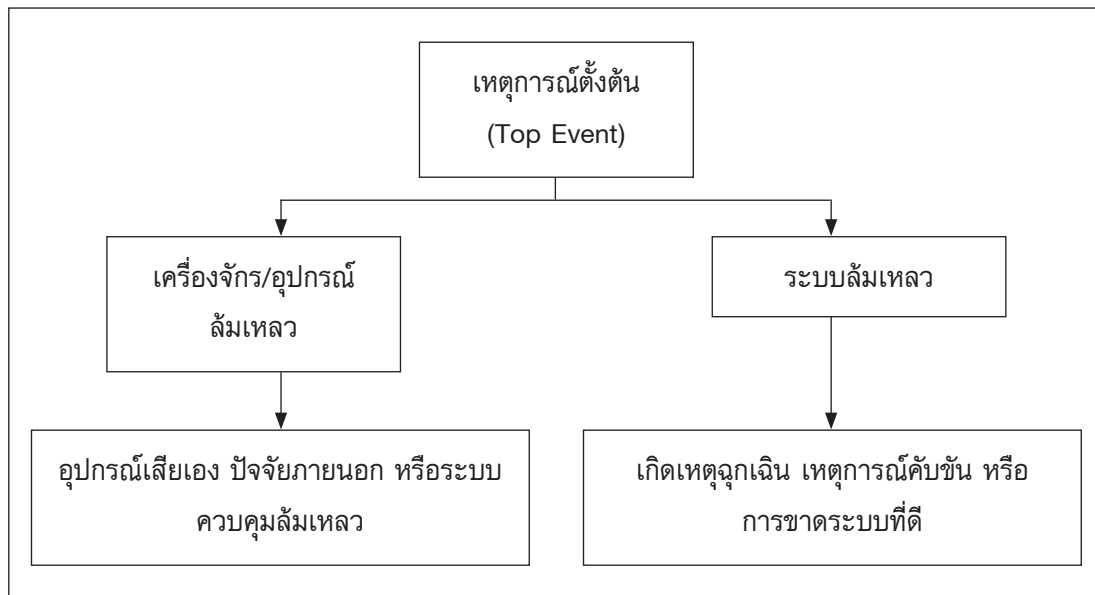 เหตุการณ์ตั้งต้น
(Top Event)
เครื่องจักร/อุปกรณ์
ล้มเหลว
ระบบล้มเหลว
อุปกรณ์เสียเอง ปัจจัยภายนอก หรือระบบ
ควบคุมล้มเหลว
เกิดเหตุฉุกเฉิน เหตุการณ์คับขัน หรือ
การขาดระบบที่ดี